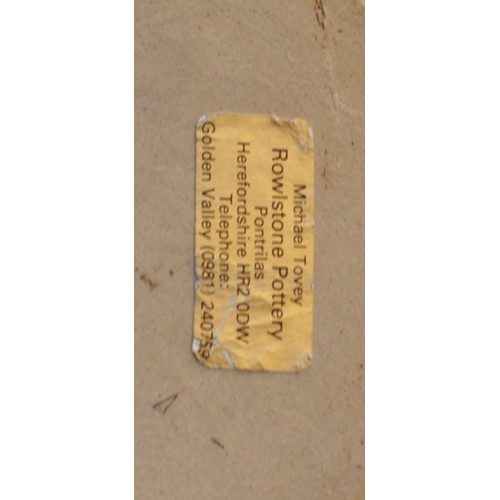 Michael Tovey
Rowlstone Pottery
Pontrilas
Herefordshire HR2 0DW
Telephone:
Golden Valley (0981) 240759